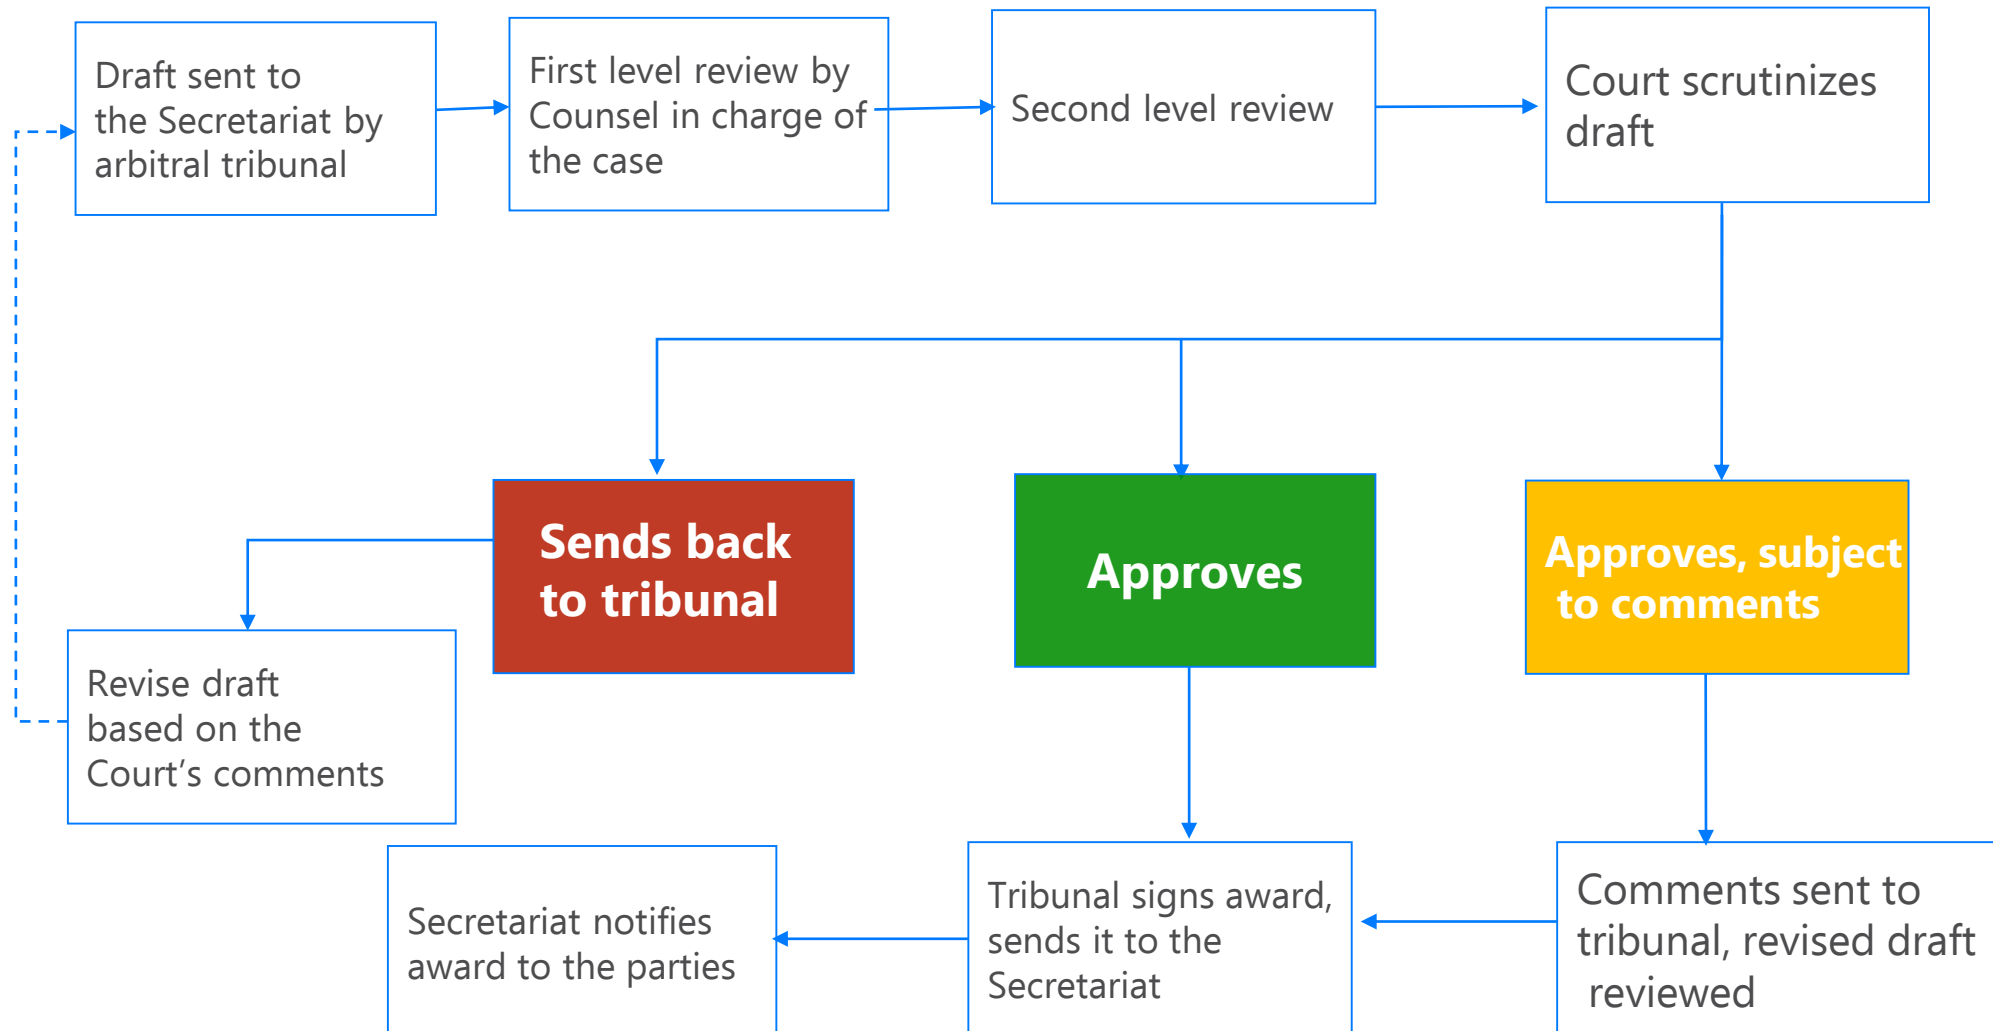 Draft sent to
the Secretariat by
arbitral tribunal
First level review by
Counsel in charge of
the case
Second level review
Court scrutinizes
draft
Sends back
to tribunal
Approves
Approves, subject
to comments
Revise draft
based on the
Court’s comments
Secretariat notifies
award to the parties
Tribunal signs award,
sends it to the
Secretariat
Comments sent to
tribunal, revised draft
reviewed